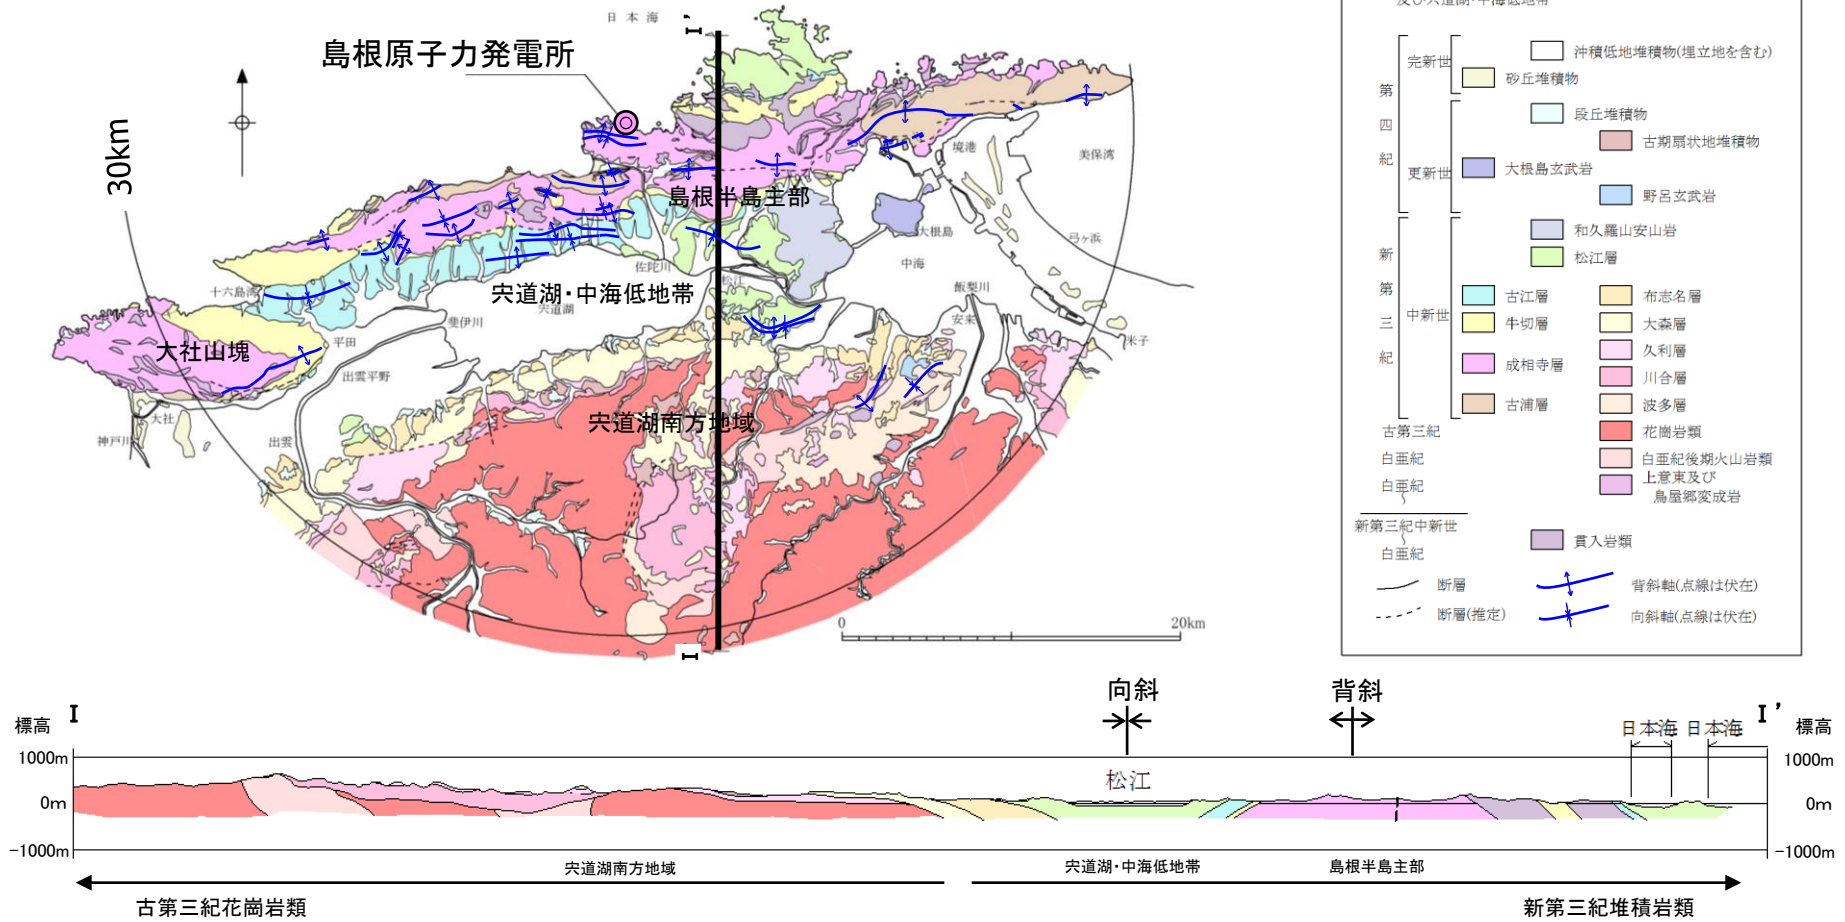 日本海
I'
島根原子力発電所
30km
境港
美保湾
島根半島主部
大根島
弓ヶ浜
中海
佐陀川
十六島湾
松江
宍道湖・中海低地帯
宍道湖
飯梨川
斐伊川
安来
米子
平田
大社山塊
出雲平野
大社
神戸川
出雲
宍道湖南方地域
I
0
20km
第四紀
完新世
沖積低地堆積物(埋立地を含む)
砂丘堆積物
更新世
段丘堆積物
古期扇状地堆積物
大根島玄武岩
野呂玄武岩
新第三紀
中新世
和久羅山安山岩
松江層
古江層
布志名層
牛切層
大森層
久利層
成相寺層
川合層
古浦層
波多層
古第三紀
花崗岩類
白亜紀
白亜紀後期火山岩類
白亜紀
上意東及び
鳥屋郷変成岩
新第三紀中新世
~
白亜紀
貫入岩類
断層
背斜軸(点線は伏在)
断層(推定)
向斜軸(点線は伏在)
向斜
背斜
標高
I
I'
標高
日本海
日本海
1000m
松江
1000m
0m
0m
-1000m
-1000m
宍道湖南方地域
宍道湖・中海低地帯
島根半島主部
古第三紀花崗岩類
新第三紀堆積岩類